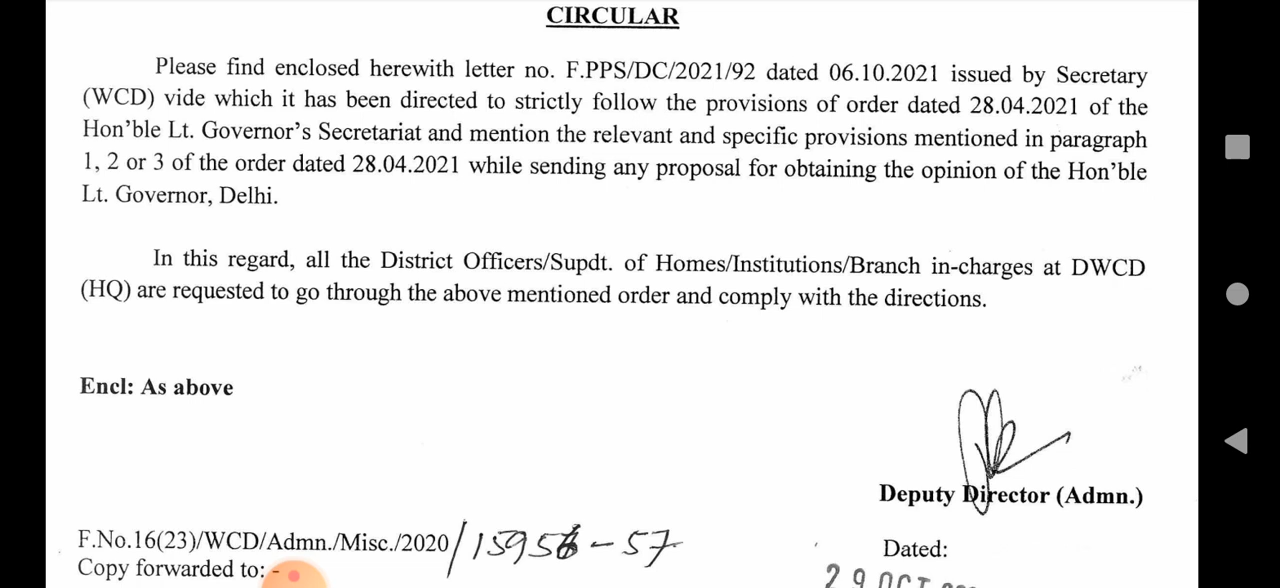 CIRCULAR
Please find enclosed herewith letter no. F.PPS/DC/2021/92 dated 06.10.2021 issued by Secretary
(WCD) vide which it has been directed to strictly follow the provisions of order dated 28.04.2021 of the
Hon'ble Lt. Governor's Secretariat and mention the relevant and specific provisions mentioned in paragraph
1, 2 or 3 of the order dated 28.04.2021 while sending any proposal for obtaining the opinion of the Hon'ble
Lt. Governor, Delhi.
In this regard, all the District Officers/Supdt. of Homes/Institutions/Branch in-charges at DWCD
(HQ) are requested to go through the above mentioned order and comply with the directions.
Encl: As above
Deputy Director (Admn.)
F.No.16(23)/WCD/Admn./Misc./2020/15956-57
Dated:
Copy forwarded to: -
29 OCT